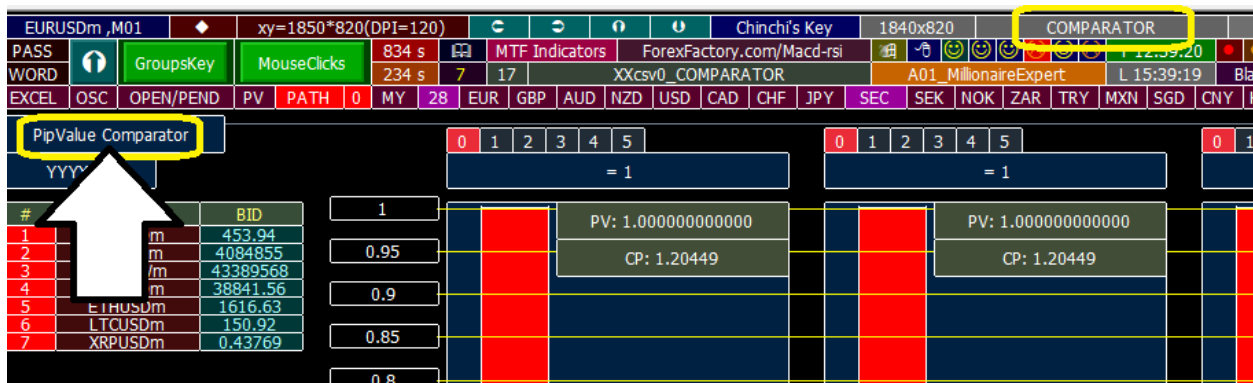 EURUSDm ,M01 xy=1850*820(DPI=120) Chinchi's Key 1840x820 COMPARATOR
PASS GroupsKey MouseClicks 834 s MTF Indicators ForexFactory.com/Macd-rsi
WORD 234 s 7 17 XXcsv0_COMPARATOR A01_MillionaireExpert L 15:39:19
EXCEL OSC OPEN/PEND PV PATH 0 MY 28 EUR GBP AUD NZD USD CAD CHF JPY SEC SEK NOK ZAR TRY MXN SGD CNY
PipValue Comparator
0 1 2 3 4 5 0 1 2 3 4 5 0
= 1 = 1
# BID 1
PV: 1.000000000000 PV: 1.000000000000
1 453.94
2 4084855 0.95
CP: 1.20449 CP: 1.20449
3 43389568
4 38841.56 0.9
5 ETHUSDm 1616.63
6 LTCUSDm 150.92
7 XRPUSDm 0.43769 0.85
0.8